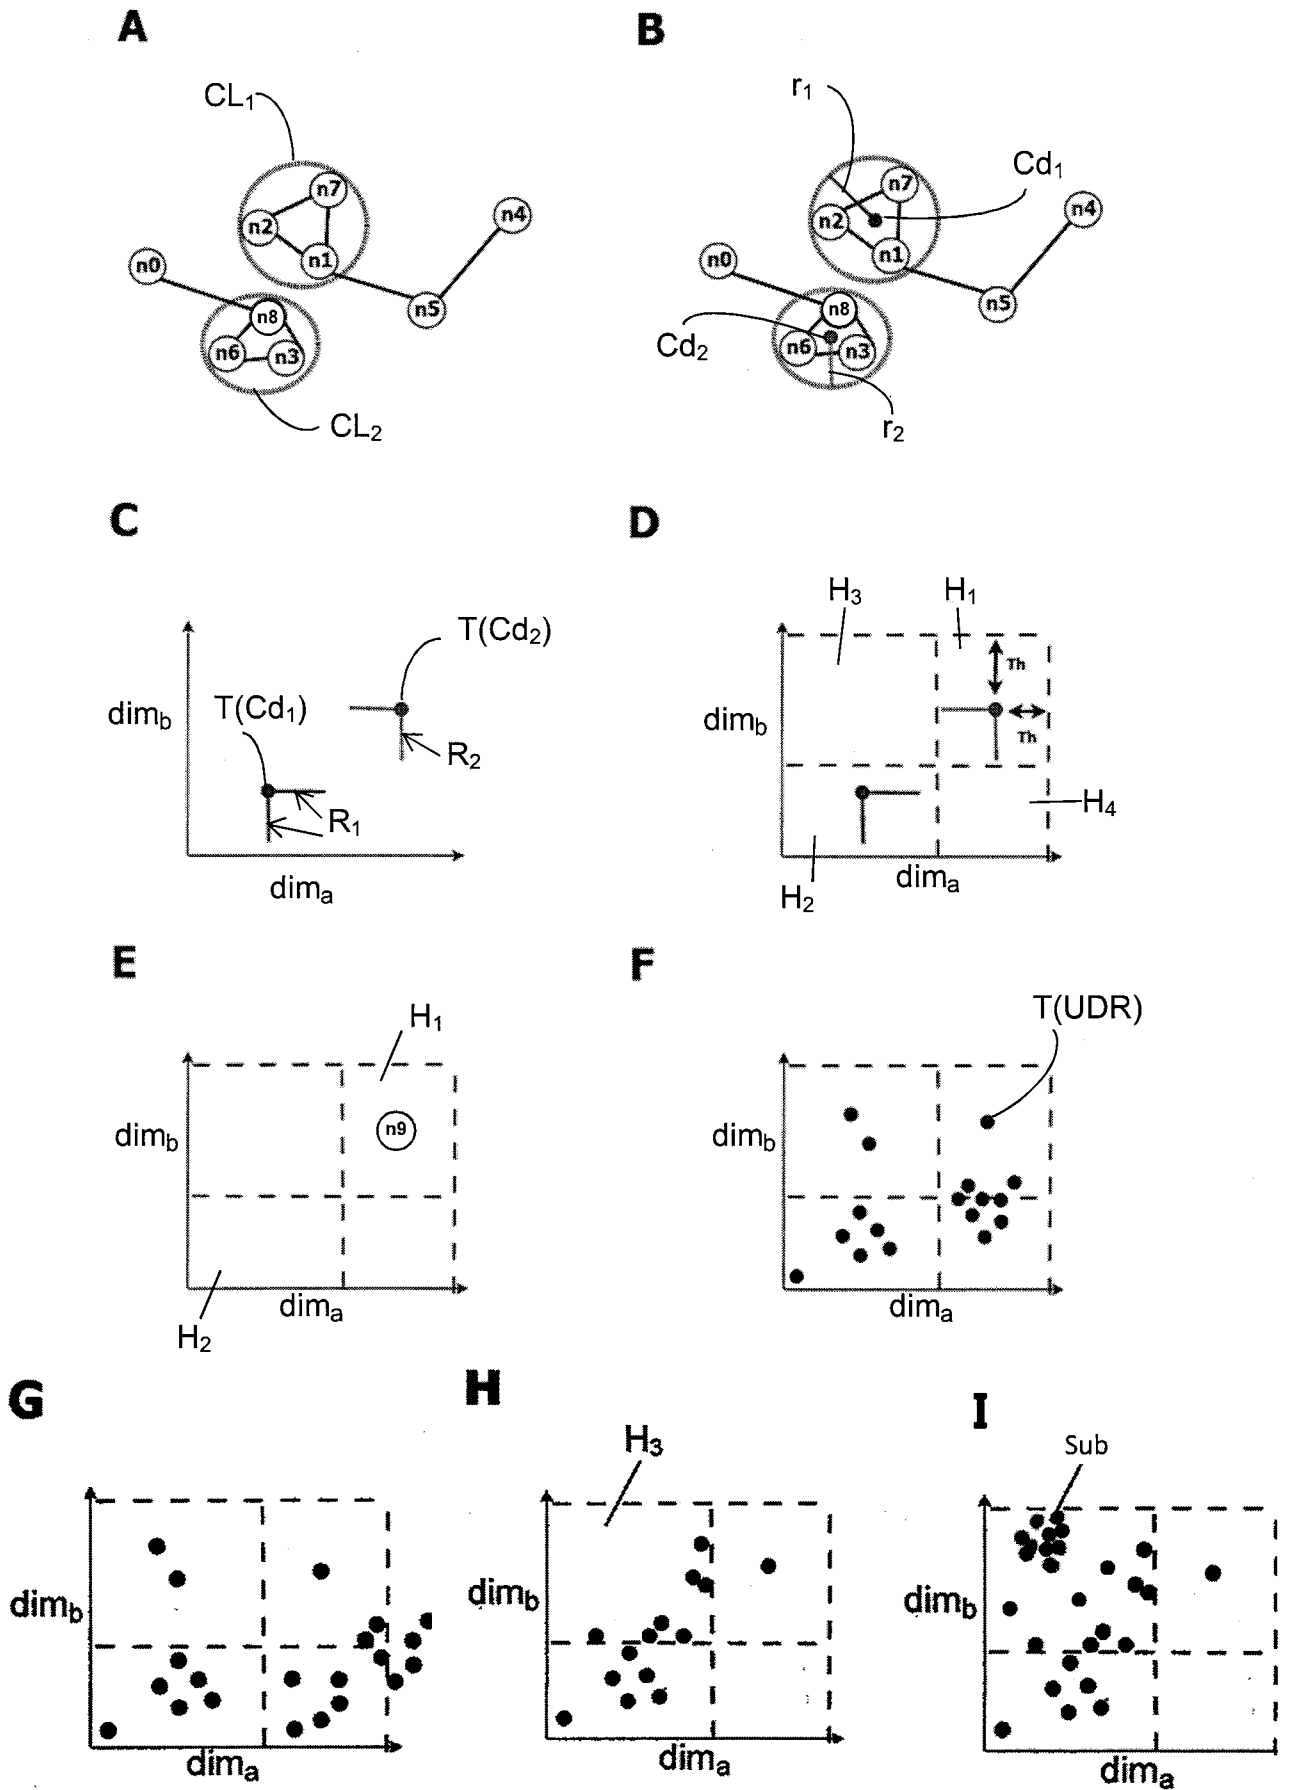 A
B
CL₁
r₁
Cd₁
n7
n2
n1
n4
n0
n5
n8
n6
n3
CL₂
n7
n2
n1
n4
n0
n5
n8
n6
n3
Cd₂
r₂
C
D
T(Cd₂)
T(Cd₁)
dimb
R₂
R₁
dima
H₃
H₁
Th
dimb
Th
H₄
dima
H₂
E
F
H₁
T(UDR)
n9
dimb
dimb
dima
dima
H₂
G
H
I
H₃
Sub
dimb
dimb
dimb
dima
dima
dima